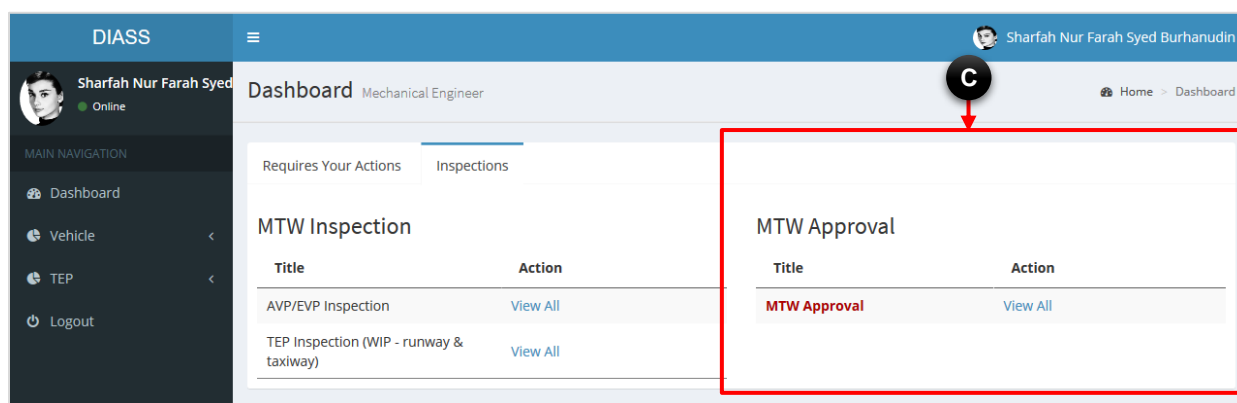 DIASS
Sharfah Nur Farah Syed Burhanudin
Sharfah Nur Farah Syed
Online
Dashboard Mechanical Engineer
C
Home > Dashboard
MAIN NAVIGATION
Dashboard
Vehicle
TEP
Logout
Requires Your Actions Inspections
MTW Inspection
Title Action
AVP/EVP Inspection View All
TEP Inspection (WIP - runway &
taxiway) View All
MTW Approval
Title Action
MTW Approval View All